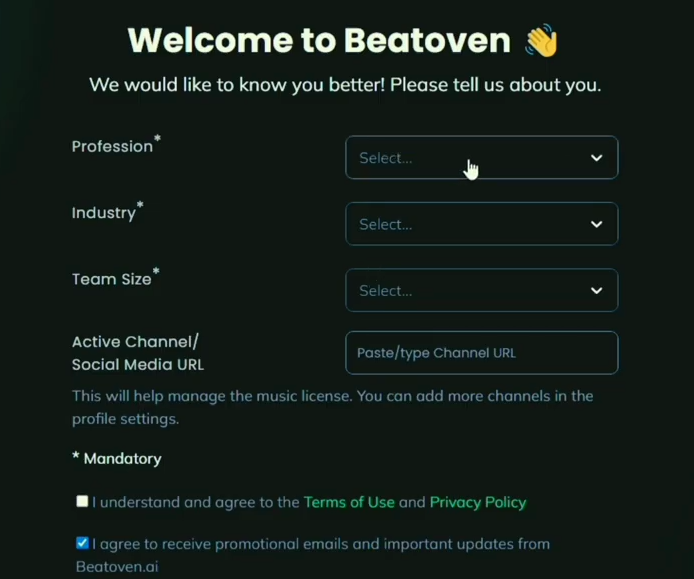 Welcome to Beatoven 👋
We would like to know you better! Please tell us about you.
Profession*
Select...
Industry*
Select...
Team Size*
Select...
Active Channel/
Social Media URL
Paste/type Channel URL
This will help manage the music license. You can add more channels in the
profile settings.
* Mandatory
I understand and agree to the Terms of Use and Privacy Policy
I agree to receive promotional emails and important updates from
Beatoven.ai